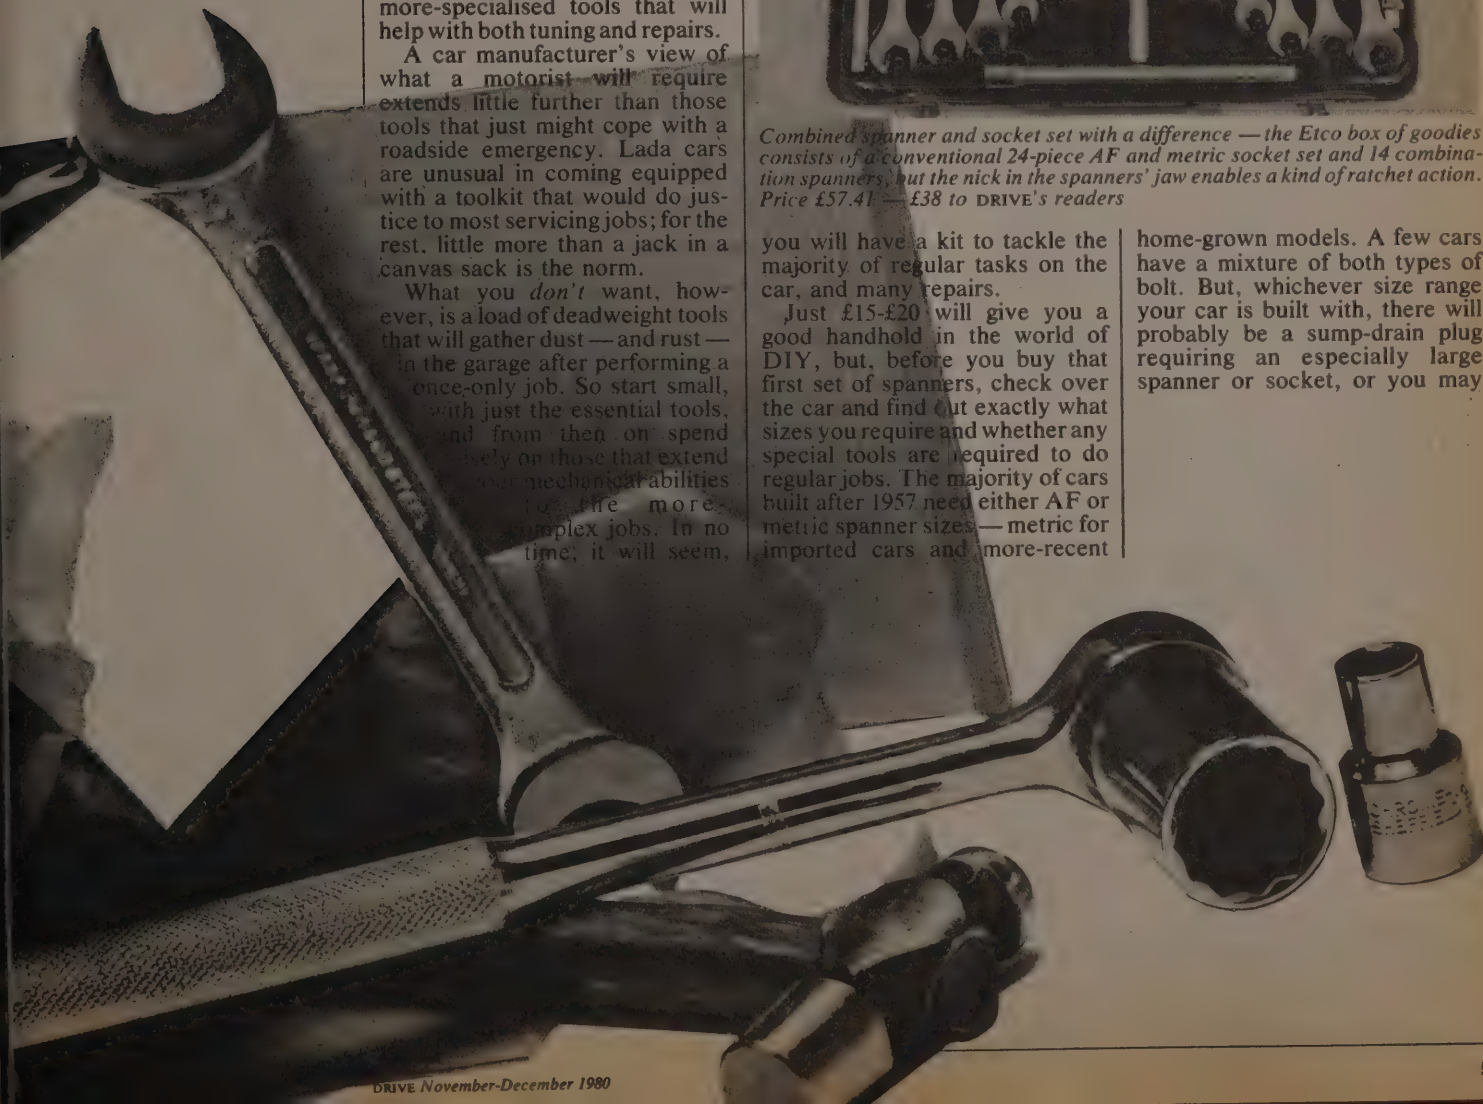 more-specialised tools that will
help with both tuning and repairs.
A car manufacturer's view of
what a motorist will require
extends little further than those
tools that just might cope with a
roadside emergency. Lada cars
are unusual in coming equipped
with a toolkit that would do jus-
tice to most servicing jobs; for the
rest, little more than a jack in a
canvas sack is the norm.
What you don't want, how-
ever, is a load of deadweight tools
that will gather dust — and rust —
in the garage after performing a
once-only job. So start small,
with just the essential tools,
and from then on spend
on those that extend
your mechanical abilities
to the more-
complex jobs. In no
time, it will seem,
Combined spanner and socket set with a difference — the Etco box of goodies
consists of a conventional 24-piece AF and metric socket set and 14 combina-
tion spanners, but the nick in the spanners' jaw enables a kind of ratchet action.
Price £57.41 — £38 to DRIVE's readers
you will have a kit to tackle the
majority of regular tasks on the
car, and many repairs.
Just £15-£20 will give you a
good handhold in the world of
DIY, but, before you buy that
first set of spanners, check over
the car and find out exactly what
sizes you require and whether any
special tools are required to do
regular jobs. The majority of cars
built after 1957 need either AF or
metric spanner sizes — metric for
imported cars and more-recent
home-grown models. A few cars
have a mixture of both types of
bolt. But, whichever size range
your car is built with, there will
probably be a sump-drain plug
requiring an especially large
spanner or socket, or you may
DRIVE November-December 1980